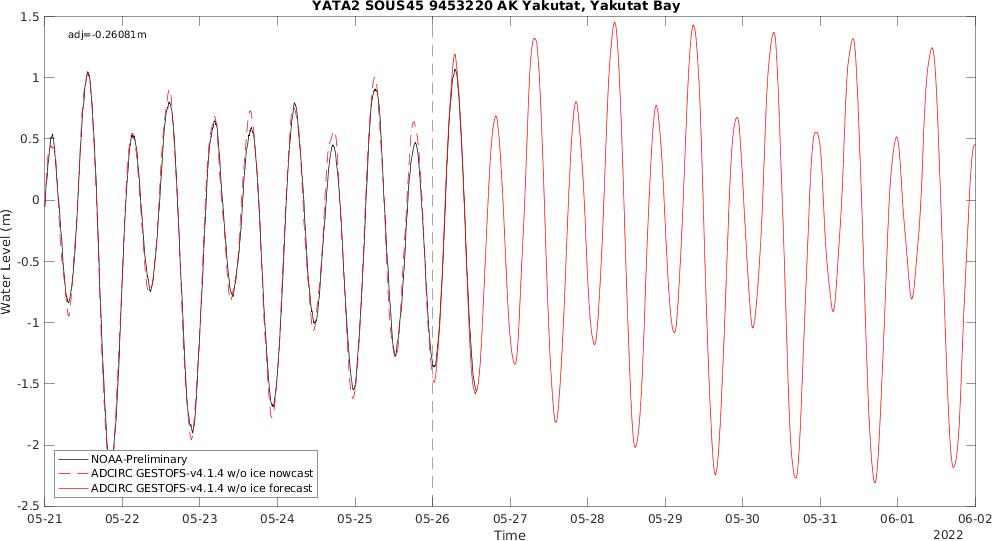 YATA2 SOUS45 9453220 AK Yakutat, Yakutat Bay
adj=-0.26081m
1.5
1
0.5
0
-0.5
-1
-1.5
-2
-2.5
Water Level (m)
NOAA-Preliminary
ADCIRC GESTOFS-v4.1.4 w/o ice nowcast
ADCIRC GESTOFS-v4.1.4 w/o ice forecast
05-21 05-22 05-23 05-24 05-25 05-26 05-27 05-28 05-29 05-30 05-31 06-01 06-02
Time
2022